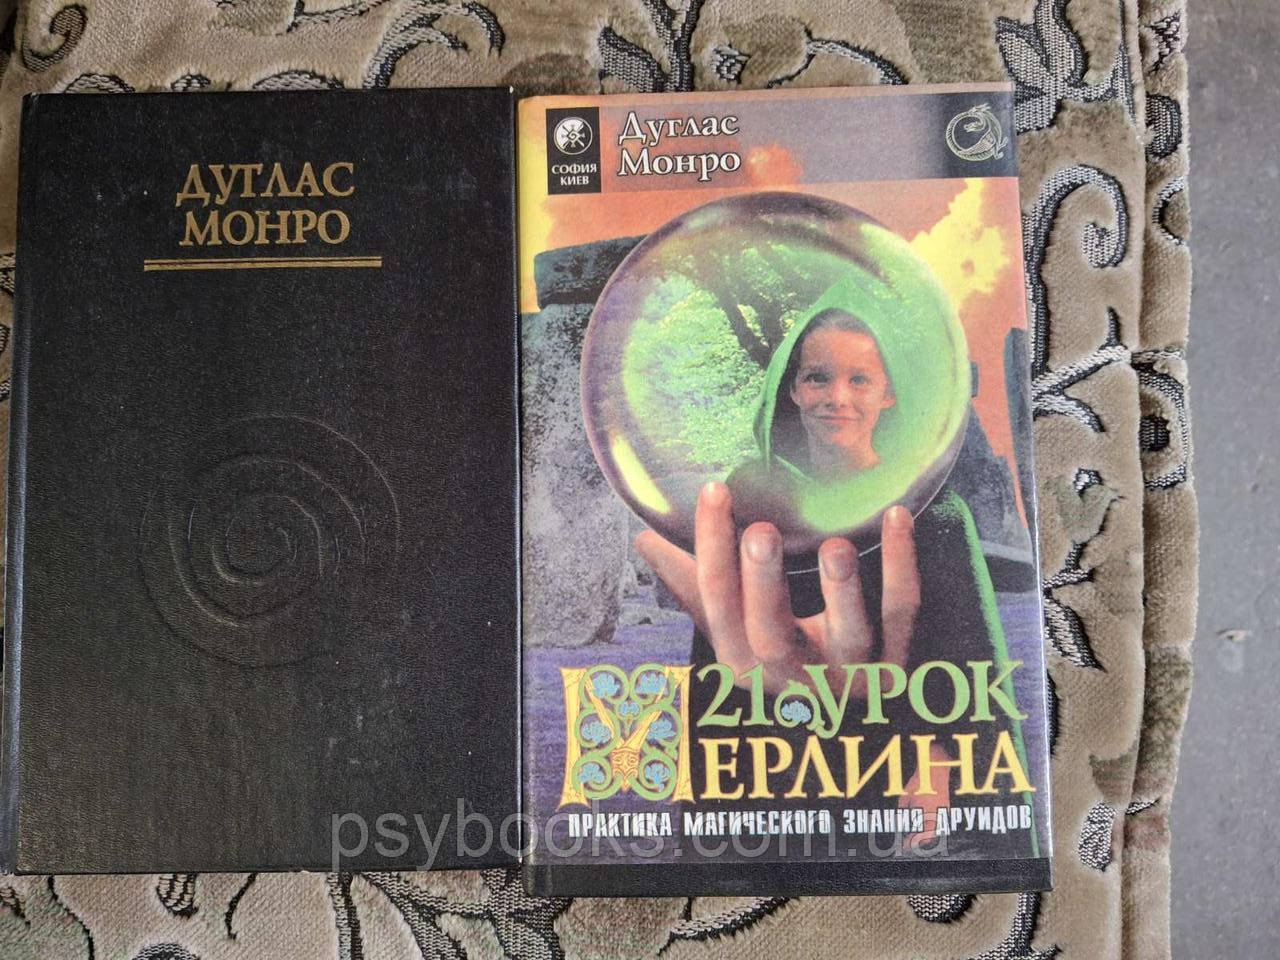 ДУГЛАС
МОНРО
СОФИЯ
КИЕВ
Дуглас
Монро
21 УРОК
МЕРЛИНА
ПРАКТИКА МАГИЧЕСКОГО ЗНАНИЯ ДРУИДОВ
psybooks.com.ua